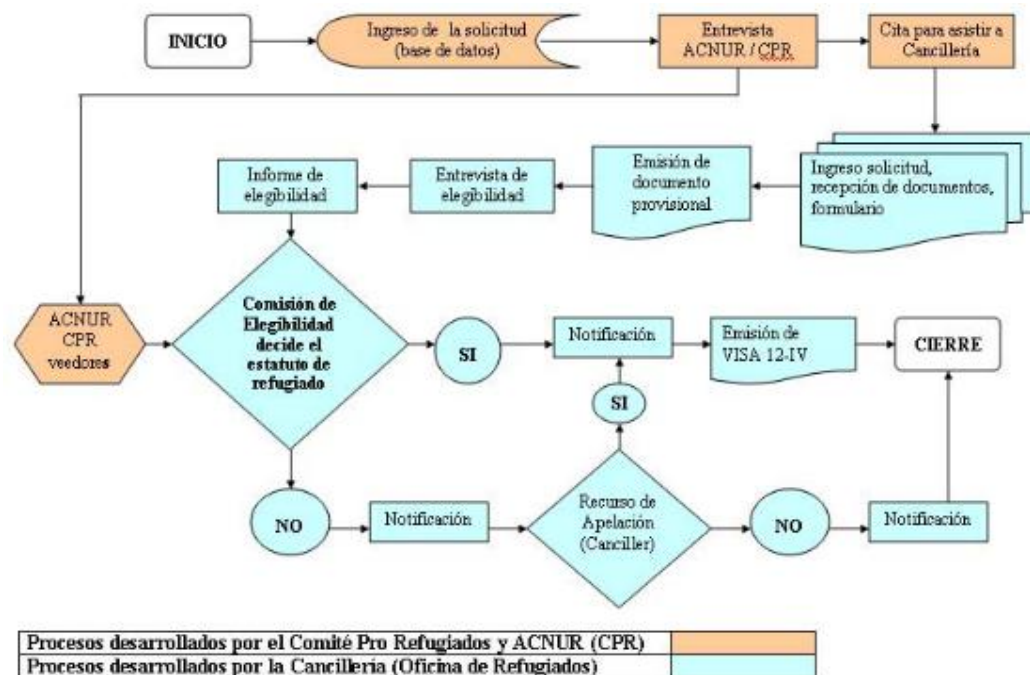 INICIO
Ingreso de la solicitud
(base de datos)
Entrevista
ACNUR / CPR
Cita para asistir a
Cancillería
Informe de
elegibilidad
Entrevista de
elegibilidad
Emisión de
documento
provisional
Ingreso solicitud,
recepción de documentos,
formulario
ACNUR
CPR
veedores
Comisión de
Elegibilidad
decide el
estatuto de
refugiado
SI
Notificación
Emisión de
VISA 12-IV
CIERRE
SI
NO
Notificación
Recurso de
Apelación
(Canciller)
NO
Notificación
Procesos desarrollados por el Comité Pro Refugiados y ACNUR (CPR)
Procesos desarrollados por la Cancillería (Oficina de Refugiados)